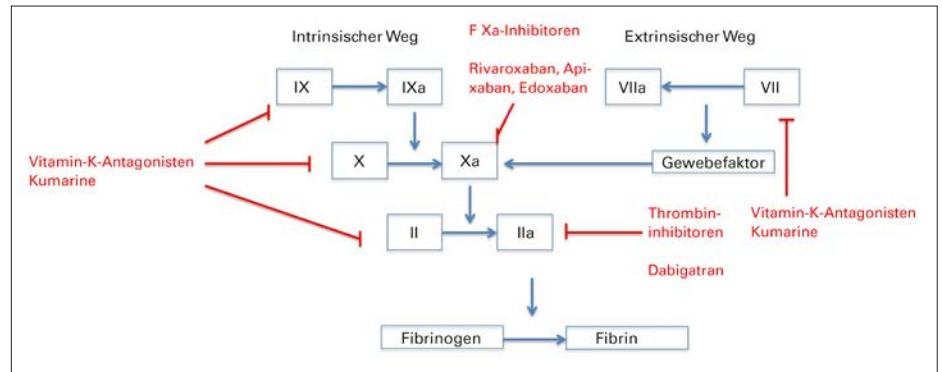 Intrinsischer Weg
F Xa-Inhibitoren
Extrinsischer Weg
Rivaroxaban, Api-
xaban, Edoxaban
IX
IXa
VIIa
VII
Vitamin-K-Antagonisten
Kumarine
X
Xa
Gewebefaktor
II
IIa
Thrombin-
inhibitoren
Dabigatran
Vitamin-K-Antagonisten
Kumarine
Fibrinogen
Fibrin